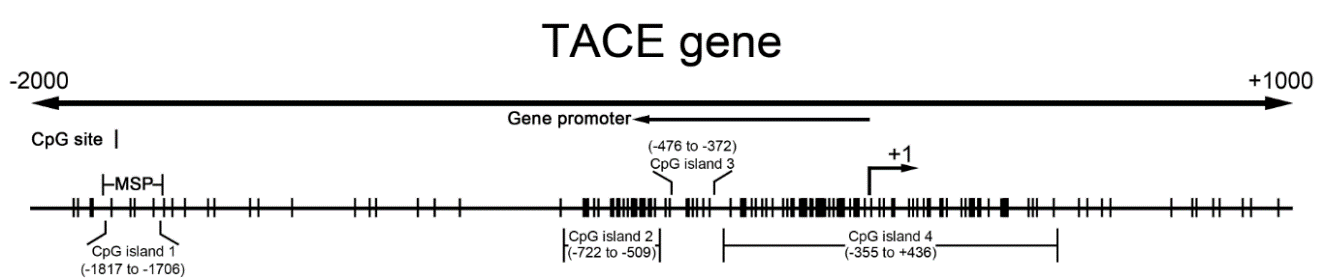 TACE gene
-2000
+1000
Gene promoter
CpG site
(-476 to -372)
CpG island 3
+1
MSP
CpG island 1
(-1817 to -1706)
CpG island 2
(-722 to -509)
CpG island 4
(-355 to +436)